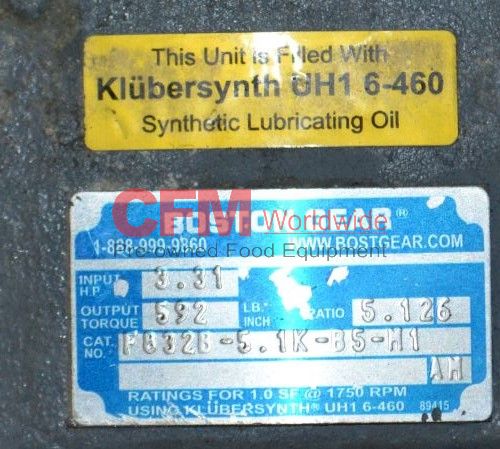 This Unit is Filled With
Klübersynth UH1 6-460
Synthetic Lubricating Oil
CFM Worldwide
Pre-owned Food Equipment
BOSTON GEAR®
1-888-999-9860 WWW.BOSTGEAR.COM
INPUT H.P. 3.31
OUTPUT TORQUE 592 LB. INCH RATIO 5.126
CAT. NO. F832B-5.1K-B5-M1
AM
RATINGS FOR 1.0 SF @ 1750 RPM
USING KLÜBERSYNTH® UH1 6-460 89415